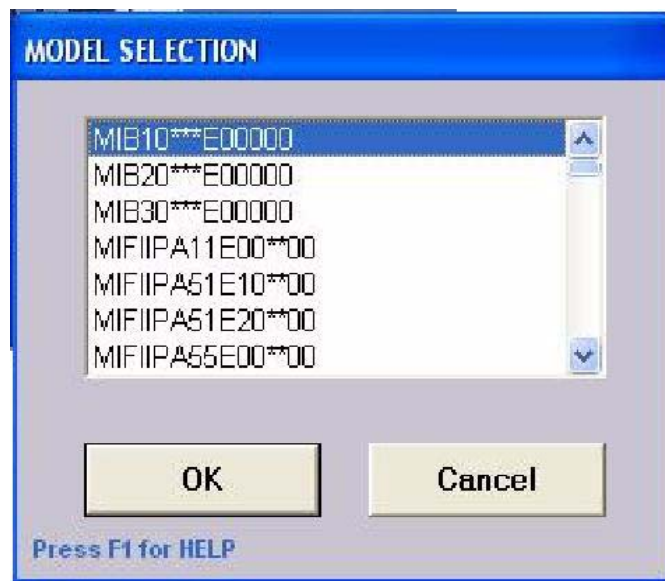 MODEL SELECTION
MIB10***E00000
MIB20***E00000
MIB30***E00000
MIFIIPA11E00**00
MIFIIPA51E10**00
MIFIIPA51E20**00
MIFIIPA55E00**00
OK
Cancel
Press F1 for HELP